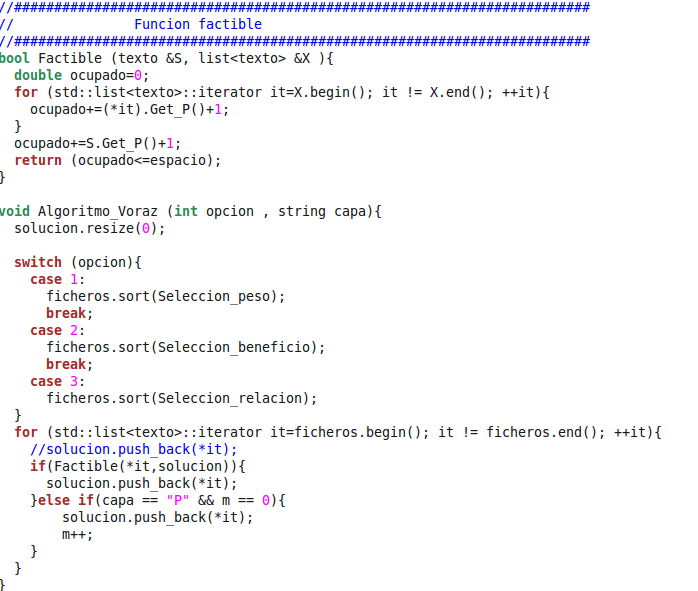 //########################################################################
//               Funcion factible
//########################################################################
bool Factible (texto &S, list<texto> &X ){
  double ocupado=0;
  for (std::list<texto>::iterator it=X.begin(); it != X.end(); ++it){
    ocupado+=(*it).Get_P()+1;
  }
  ocupado+=S.Get_P()+1;
  return (ocupado<=espacio);
}

void Algoritmo_Voraz (int opcion , string capa){
  solucion.resize(0);

  switch (opcion){
    case 1:
      ficheros.sort(Seleccion_peso);
      break;
    case 2:
      ficheros.sort(Seleccion_beneficio);
      break;
    case 3:
      ficheros.sort(Seleccion_relacion);
  }
  for (std::list<texto>::iterator it=ficheros.begin(); it != ficheros.end(); ++it){
    //solucion.push_back(*it);
    if(Factible(*it,solucion)){
      solucion.push_back(*it);
    }else if(capa == "P" && m == 0){
        solucion.push_back(*it);
        m++;
    }
  }
}